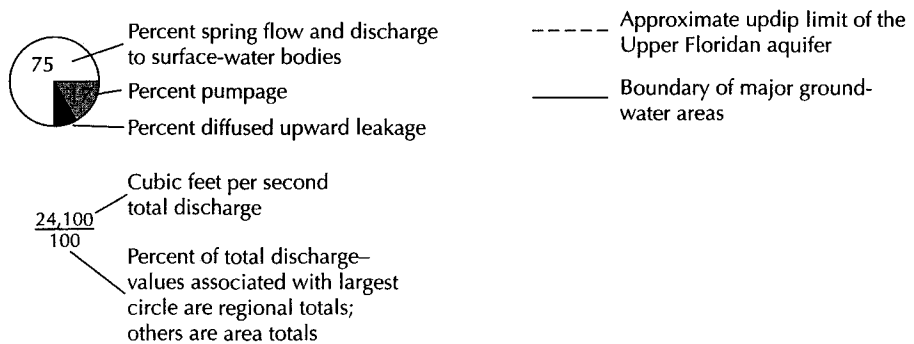 75
17
Percent spring flow and discharge
to surface-water bodies
Percent pumpage
Percent diffused upward leakage
24,100
100
Cubic feet per second
total discharge
Percent of total discharge–
values associated with largest
circle are regional totals;
others are area totals
Approximate updip limit of the
Upper Floridan aquifer
Boundary of major ground-
water areas